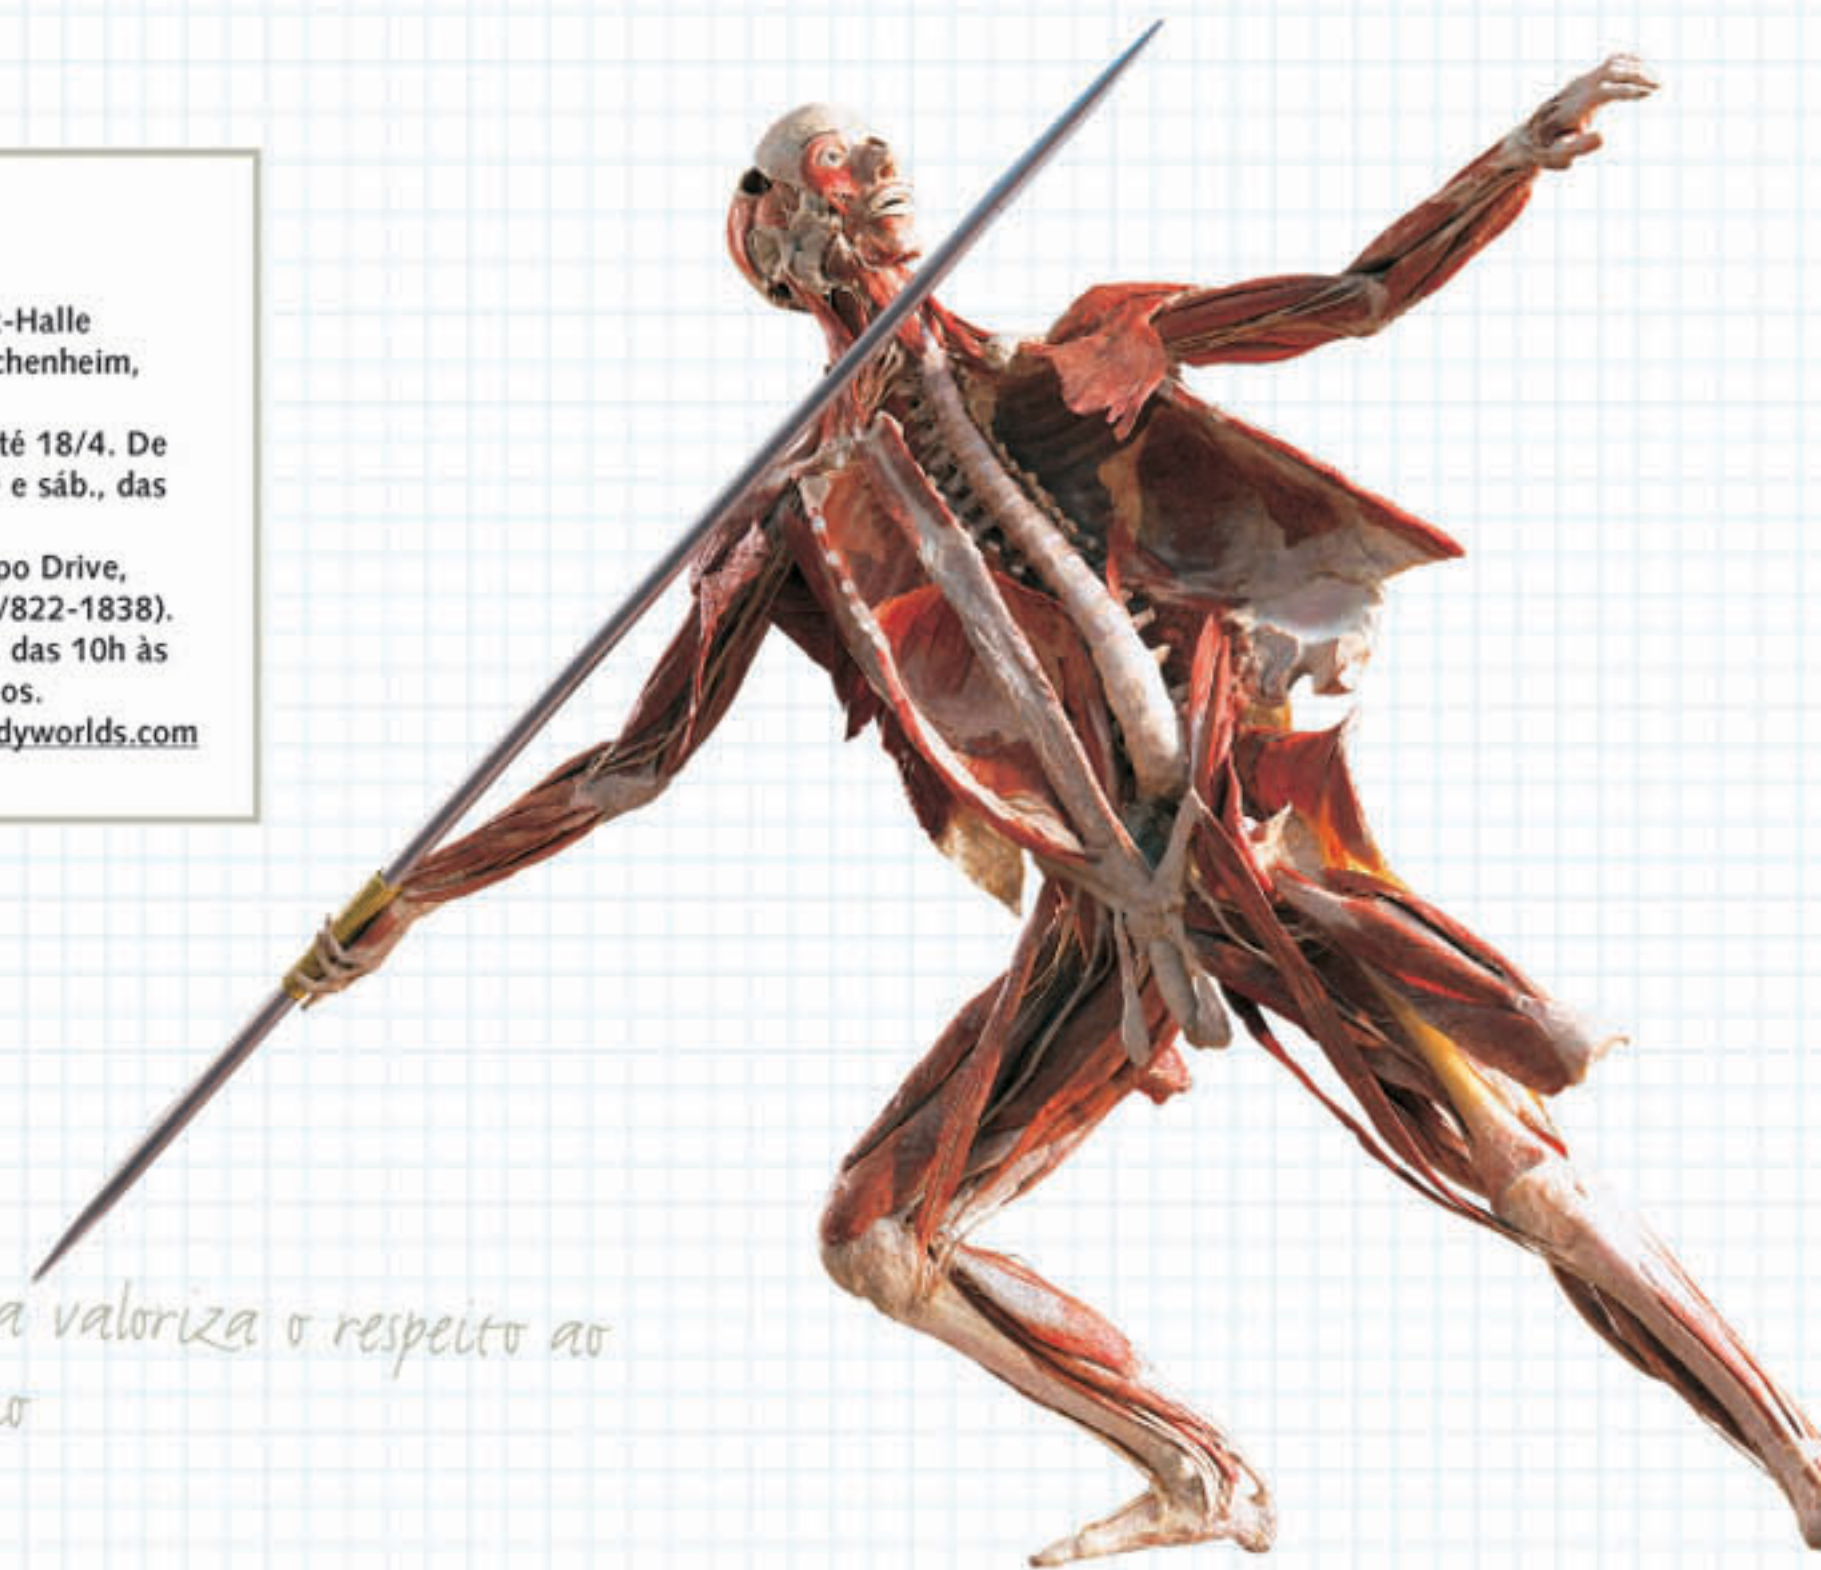 -Halle
chenheim,
té 18/4. De
e sáb., das
oo Drive,
/822-1838).
das 10h às
os.
dyworlds.com
a valoriza o respeito ao